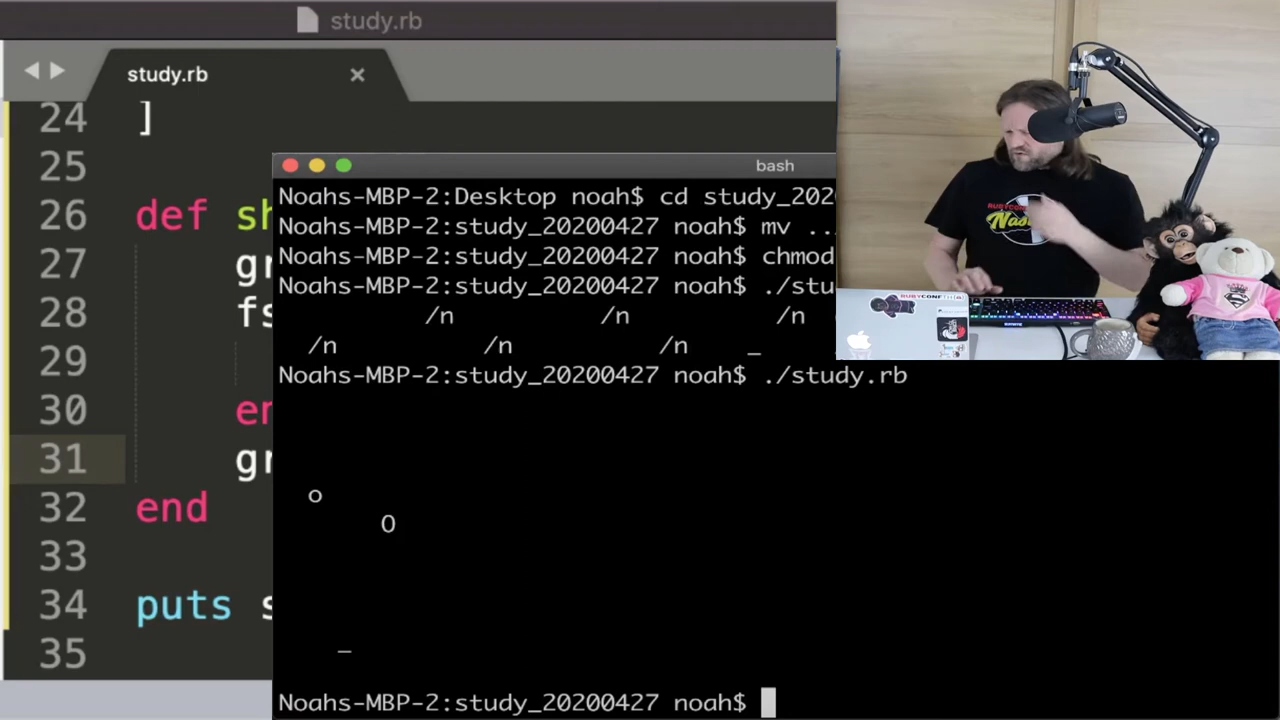 study.rb
study.rb
24 ]
25
26 def sh
27 gr
28 fs
29
30 en
31 gr
32 end
33
34 puts s
35
bash
Noahs-MBP-2:Desktop noah$ cd study_202
Noahs-MBP-2:study_20200427 noah$ mv ..
Noahs-MBP-2:study_20200427 noah$ chmod
Noahs-MBP-2:study_20200427 noah$ ./stu
/n /n /n
/n /n /n _
Noahs-MBP-2:study_20200427 noah$ ./study.rb
o
O
_
Noahs-MBP-2:study_20200427 noah$
RUBYCONF